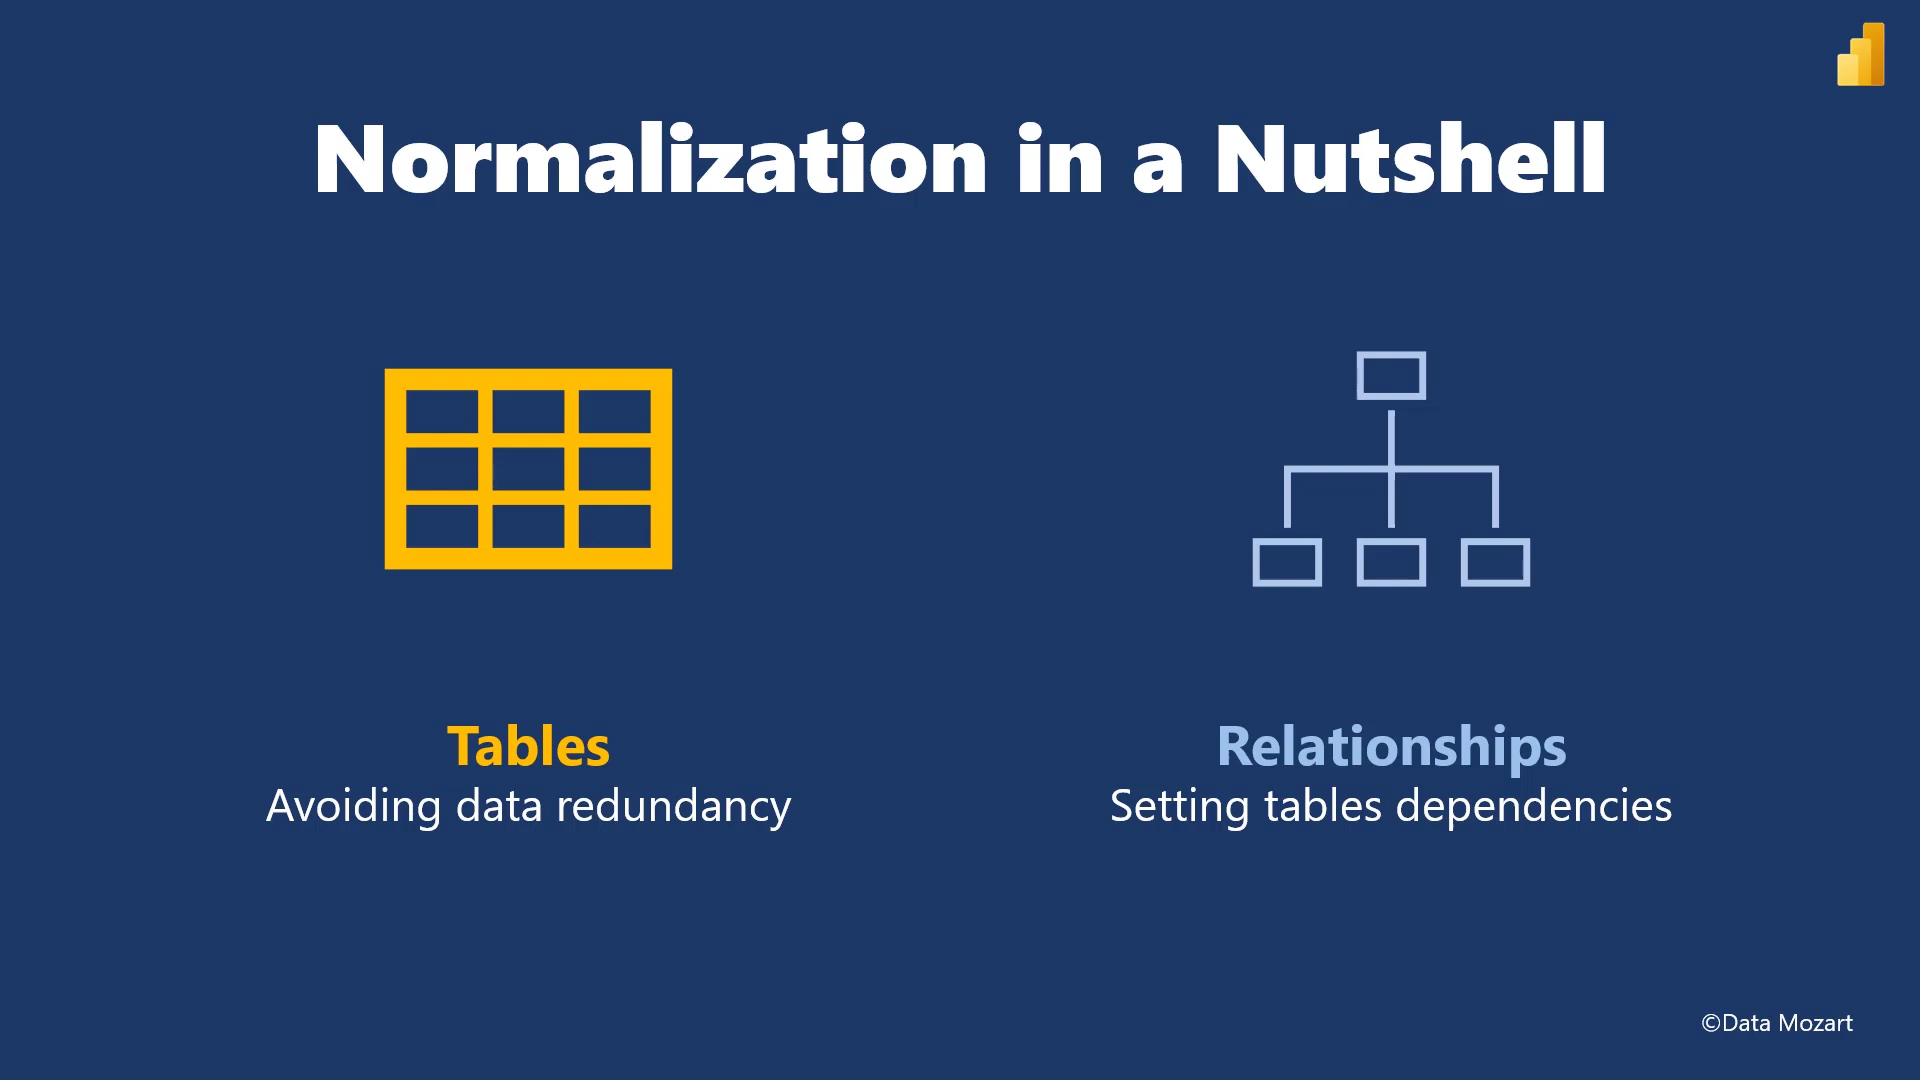 Normalization in a Nutshell
Tables
Avoiding data redundancy
Relationships
Setting tables dependencies
©Data Mozart